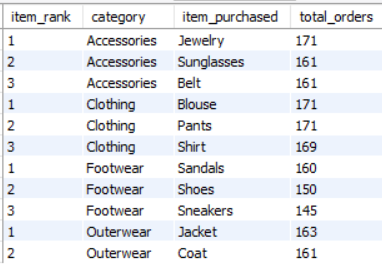 item_rank category item_purchased total_orders
1 Accessories Jewelry 171
2 Accessories Sunglasses 161
3 Accessories Belt 161
1 Clothing Blouse 171
2 Clothing Pants 171
3 Clothing Shirt 169
1 Footwear Sandals 160
2 Footwear Shoes 150
3 Footwear Sneakers 145
1 Outerwear Jacket 163
2 Outerwear Coat 161